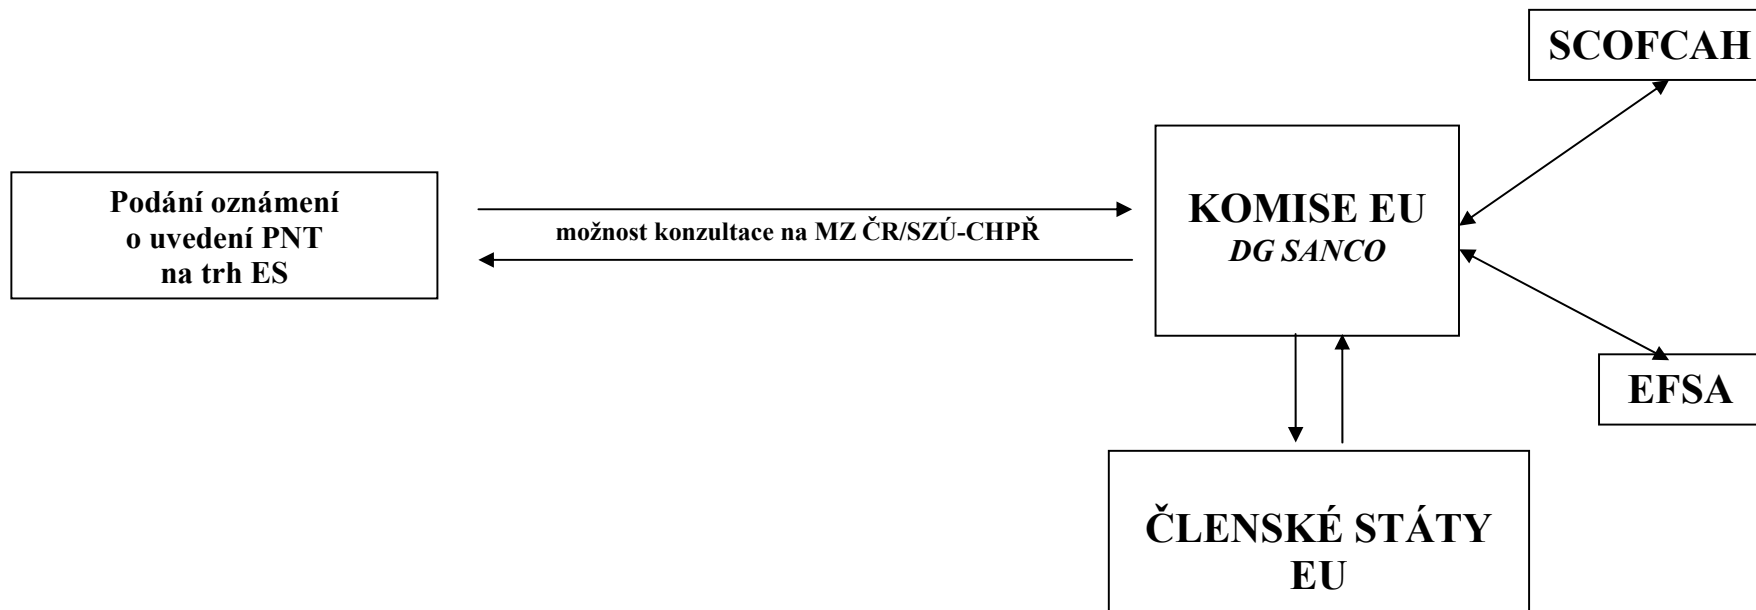 SCOFCAH
Podání oznámení
o uvedení PNT
na trh ES
možnost konzultace na MZ ČR/SZÚ-CHPŘ
KOMISE EU
DG SANCO
EFSA
ČLENSKÉ STÁTY
EU